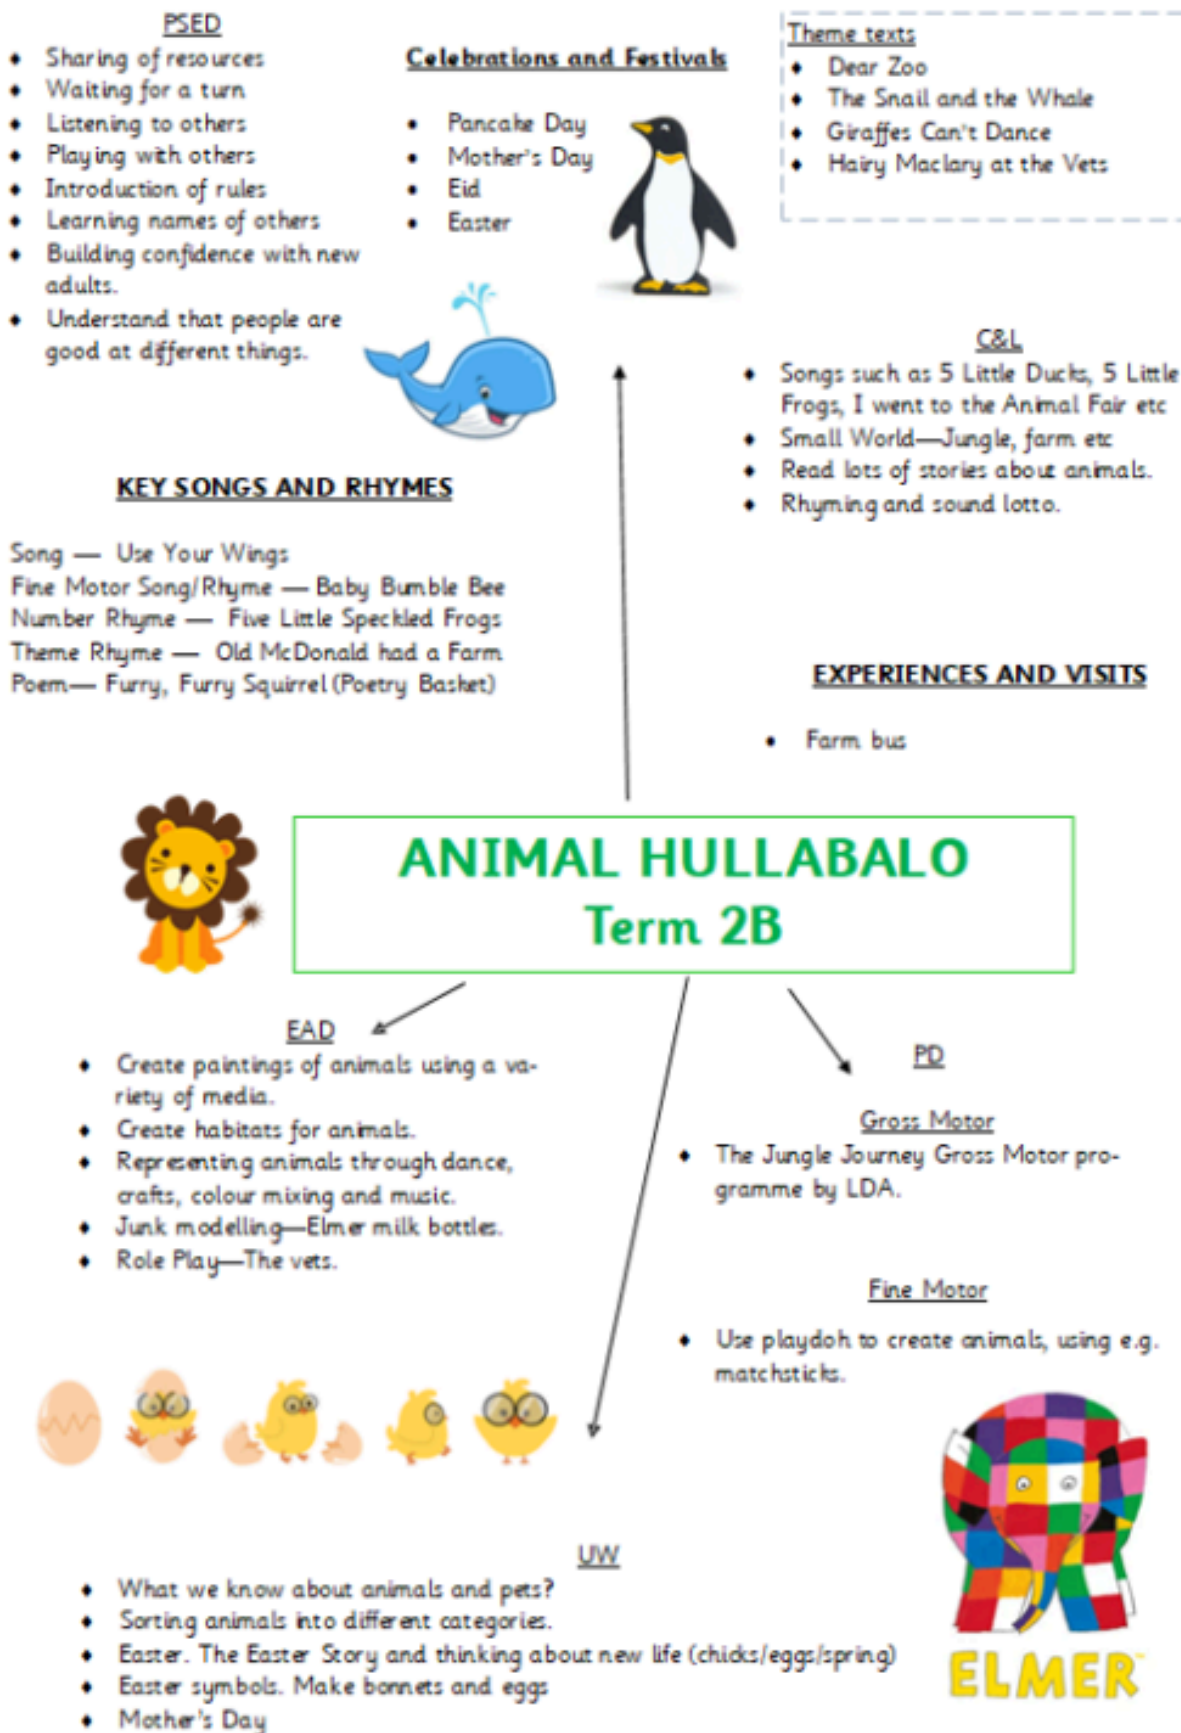 PSED
♦ Sharing of resources
♦ Waiting for a turn
♦ Listening to others
♦ Playing with others
♦ Introduction of rules
♦ Learning names of others
♦ Building confidence with new
adults.
♦ Understand that people are
good at different things.
Celebrations and Festivals
• Pancake Day
• Mother's Day
• Eid
• Easter
Theme texts
♦ Dear Zoo
♦ The Snail and the Whale
♦ Giraffes Can't Dance
♦ Hairy Maclary at the Vets
C&L
♦ Songs such as 5 Little Ducks, 5 Little
Frogs, I went to the Animal Fair etc
♦ Small World—Jungle, farm etc
♦ Read lots of stories about animals.
♦ Rhyming and sound lotto.
KEY SONGS AND RHYMES
Song — Use Your Wings
Fine Motor Song/Rhyme — Baby Bumble Bee
Number Rhyme — Five Little Speckled Frogs
Theme Rhyme — Old McDonald had a Farm
Poem— Furry, Furry Squirrel (Poetry Basket)
EXPERIENCES AND VISITS
• Farm bus
ANIMAL HULLABALO
Term 2B
EAD
♦ Create paintings of animals using a va-
riety of media.
♦ Create habitats for animals.
♦ Representing animals through dance,
crafts, colour mixing and music.
♦ Junk modelling—Elmer milk bottles.
♦ Role Play—The vets.
PD
Gross Motor
♦ The Jungle Journey Gross Motor pro-
gramme by LDA.
Fine Motor
♦ Use playdoh to create animals, using e.g.
matchsticks.
ELMER™
UW
♦ What we know about animals and pets?
♦ Sorting animals into different categories.
♦ Easter. The Easter Story and thinking about new life (chicks/eggs/spring)
♦ Easter symbols. Make bonnets and eggs
♦ Mother's Day